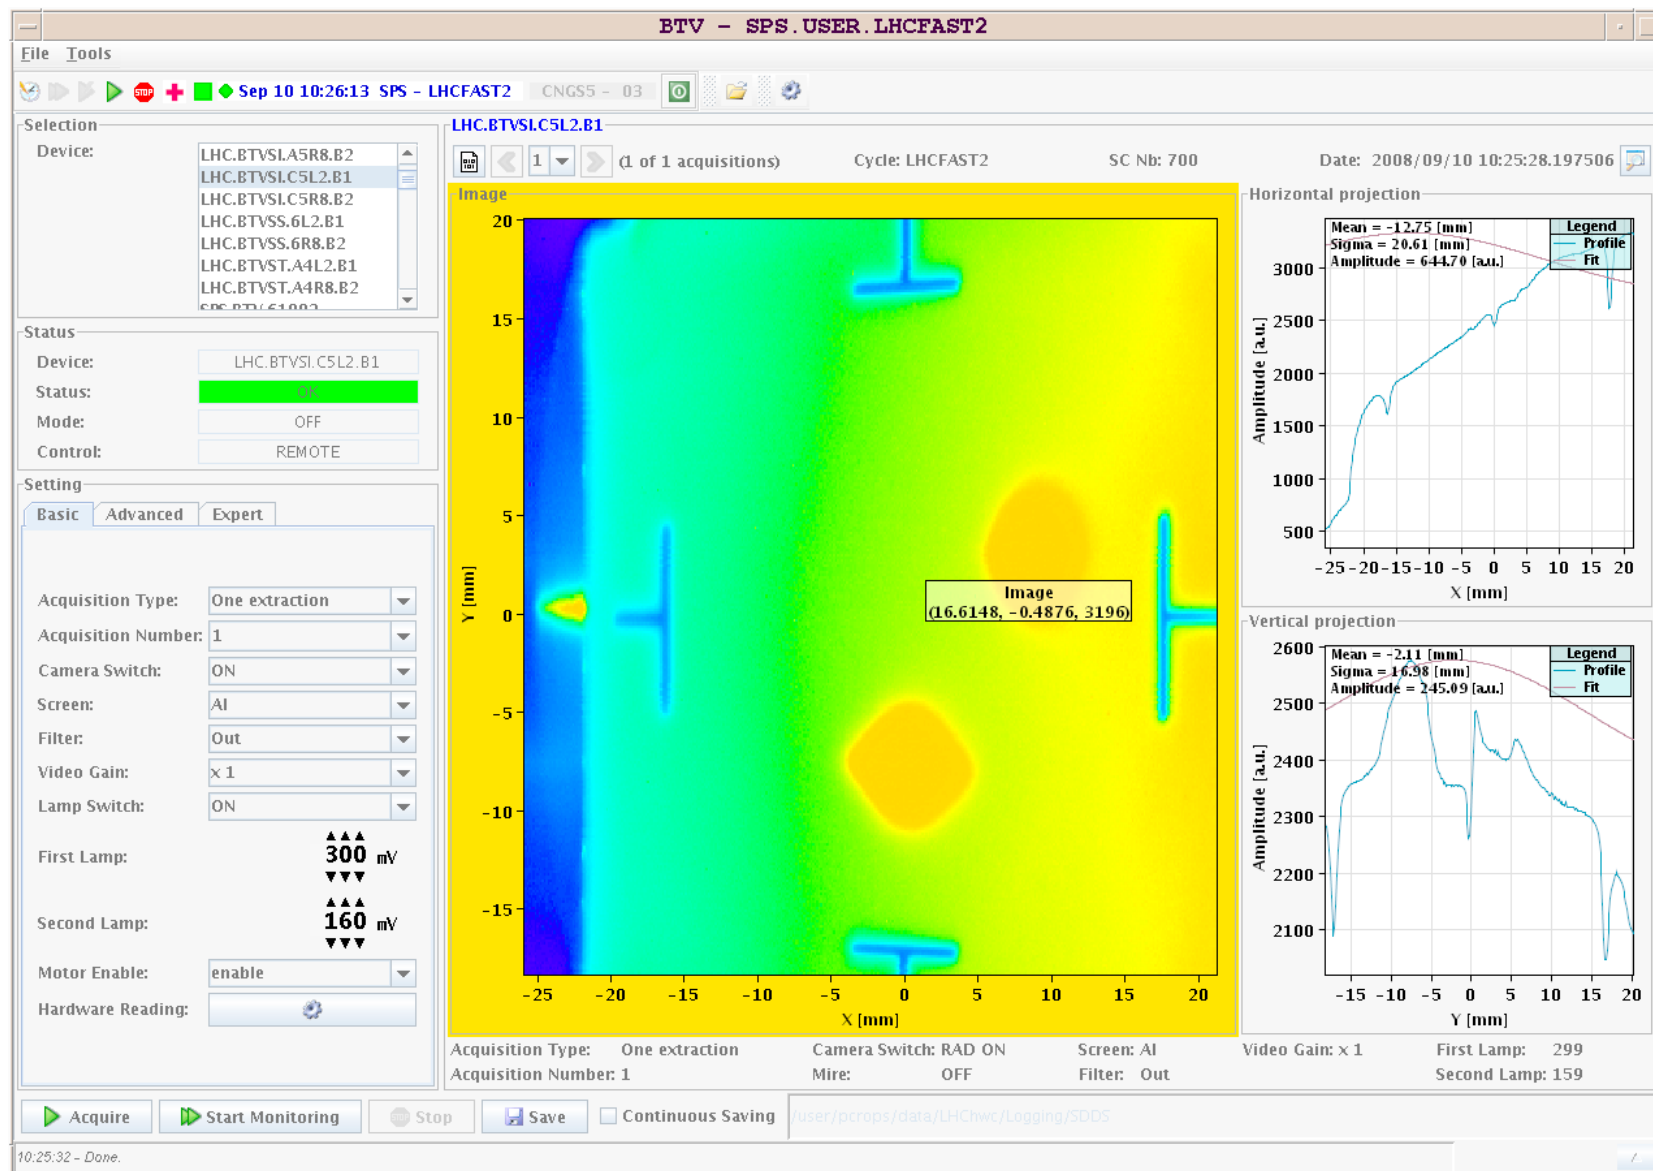 BTV - SPS.USER.LHCFAST2
File Tools
STOP Sep 10 10:26:13 SPS - LHCFAST2 CNGS5 - 03
Selection
Device:
LHC.BTVSI.A5R8.B2
LHC.BTVSI.C5L2.B1
LHC.BTVSI.C5R8.B2
LHC.BTVSS.6L2.B1
LHC.BTVSS.6R8.B2
LHC.BTVST.A4L2.B1
LHC.BTVST.A4R8.B2
Status
Device: LHC.BTVSI.C5L2.B1
Status: OK
Mode: OFF
Control: REMOTE
Setting
Basic Advanced Expert
Acquisition Type: One extraction
Acquisition Number: 1
Camera Switch: ON
Screen: Al
Filter: Out
Video Gain: x 1
Lamp Switch: ON
First Lamp: 300 mV
Second Lamp: 160 mV
Motor Enable: enable
Hardware Reading:
LHC.BTVSI.C5L2.B1
1 (1 of 1 acquisitions) Cycle: LHCFAST2 SC Nb: 700 Date: 2008/09/10 10:25:28.197506
Image
20
15
10
5
0
-5
-10
-15
Y [mm]
Image
(16.6148, -0.4876, 3196)
-25 -20 -15 -10 -5 0 5 10 15 20
X [mm]
Horizontal projection
Mean = -12.75 [mm]
Sigma = 20.61 [mm]
Amplitude = 644.70 [a.u.]
Legend
Profile
Fit
3000
2500
2000
1500
1000
500
Amplitude [a.u.]
-25 -20 -15 -10 -5 0 5 10 15 20
X [mm]
Vertical projection
Mean = -2.11 [mm]
Sigma = 16.98 [mm]
Amplitude = 245.09 [a.u.]
Legend
Profile
Fit
2600
2500
2400
2300
2200
2100
Amplitude [a.u.]
-15 -10 -5 0 5 10 15 20
Y [mm]
Acquisition Type: One extraction Camera Switch: RAD ON Screen: Al Video Gain: x 1 First Lamp: 299
Acquisition Number: 1 Mire: OFF Filter: Out Second Lamp: 159
Acquire Start Monitoring Stop Save Continuous Saving /user/pcrops/data/LHChwc/Logging/SDDS
10:25:32 - Done.